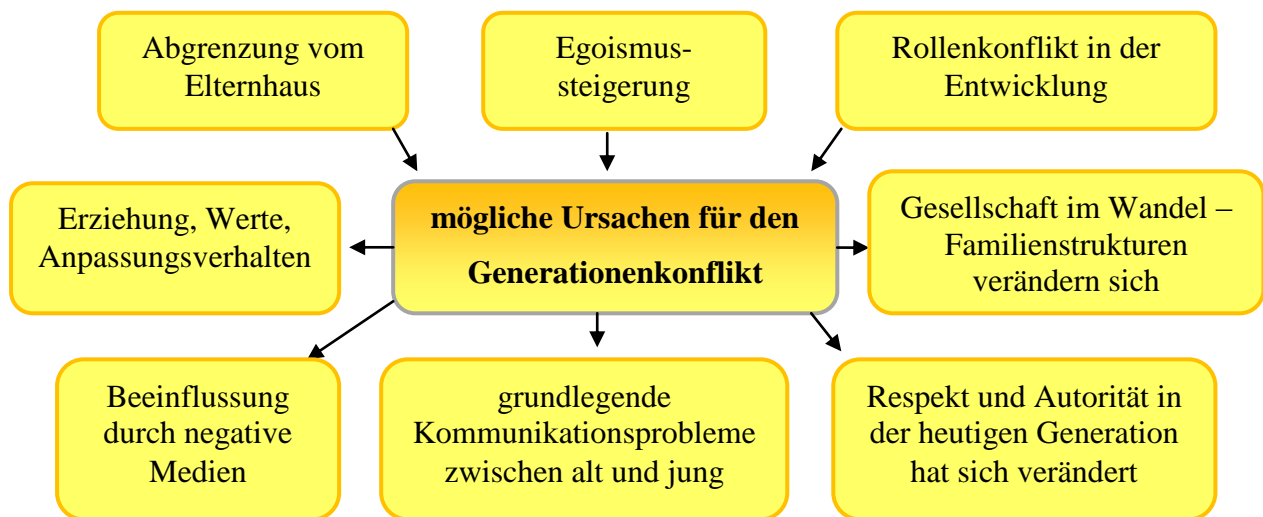 Abgrenzung vom
Elternhaus
Egoismus-
steigerung
Rollenkonflikt in der
Entwicklung
Erziehung, Werte,
Anpassungsverhalten
mögliche Ursachen für den
Generationenkonflikt
Gesellschaft im Wandel –
Familienstrukturen
verändern sich
Beeinflussung
durch negative
Medien
grundlegende
Kommunikationsprobleme
zwischen alt und jung
Respekt und Autorität in
der heutigen Generation
hat sich verändert